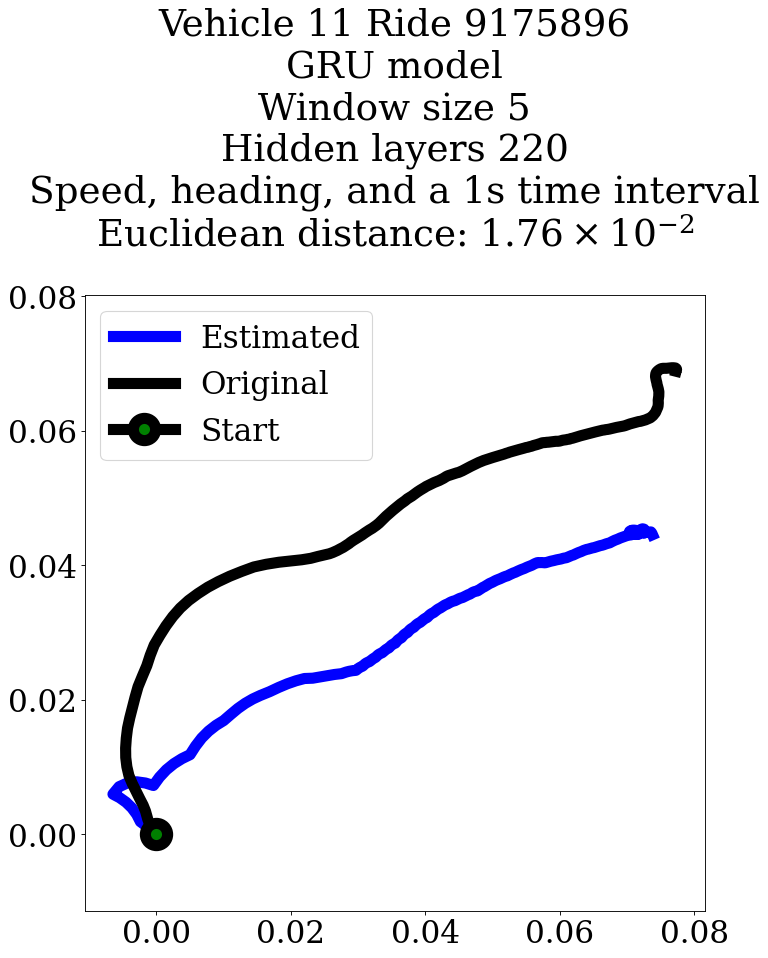 Vehicle 11 Ride 9175896
GRU model
Window size 5
Hidden layers 220
Speed, heading, and a 1s time interval
Euclidean distance: 1.76 × 10⁻²
0.08
0.06
0.04
0.02
0.00
Estimated
Original
Start
0.00 0.02 0.04 0.06 0.08